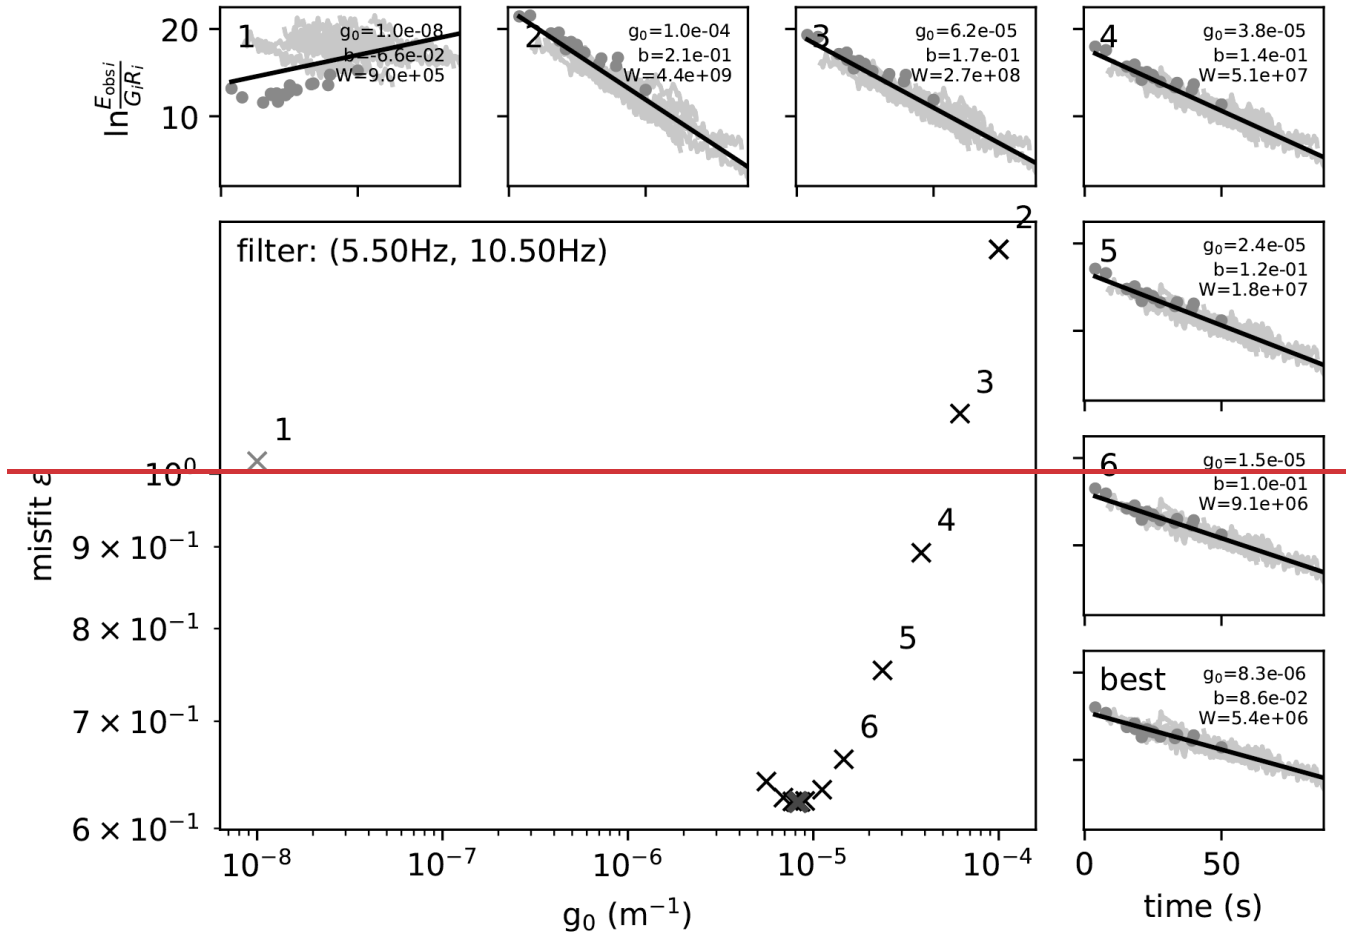 20
10
ln E_obs i / G_i R_i
1
g₀=1.0e-08
b=-6.6e-02
W=9.0e+05
2
g₀=1.0e-04
b=2.1e-01
W=4.4e+09
3
g₀=6.2e-05
b=1.7e-01
W=2.7e+08
4
g₀=3.8e-05
b=1.4e-01
W=5.1e+07
filter: (5.50Hz, 10.50Hz)
2
3
1
4
5
6
misfit ε
10⁰
9 × 10⁻¹
8 × 10⁻¹
7 × 10⁻¹
6 × 10⁻¹
10⁻⁸
10⁻⁷
10⁻⁶
10⁻⁵
10⁻⁴
g₀ (m⁻¹)
5
g₀=2.4e-05
b=1.2e-01
W=1.8e+07
6
g₀=1.5e-05
b=1.0e-01
W=9.1e+06
best
g₀=8.3e-06
b=8.6e-02
W=5.4e+06
0
50
time (s)